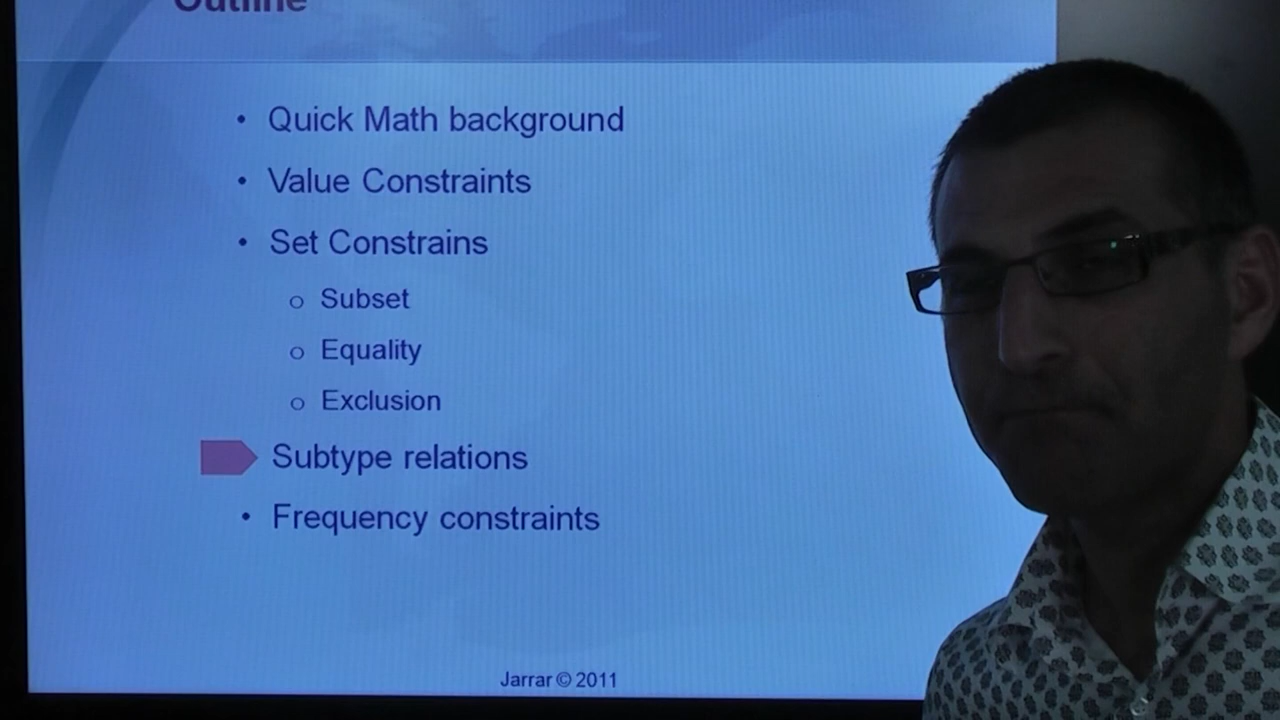 Outline
• Quick Math background
• Value Constraints
• Set Constrains
o Subset
o Equality
o Exclusion
Subtype relations
• Frequency constraints
Jarrar © 2011